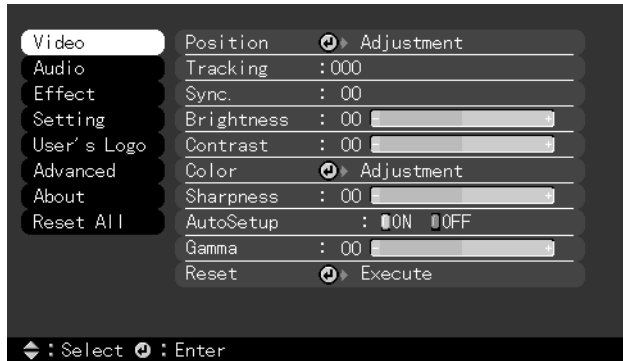 Video
Audio
Effect
Setting
User's Logo
Advanced
About
Reset All
Position Adjustment
Tracking :000
Sync. : 00
Brightness : 00 - +
Contrast : 00 - +
Color Adjustment
Sharpness : 00 - +
AutoSetup : ON OFF
Gamma : 00 - +
Reset Execute
:Select :Enter